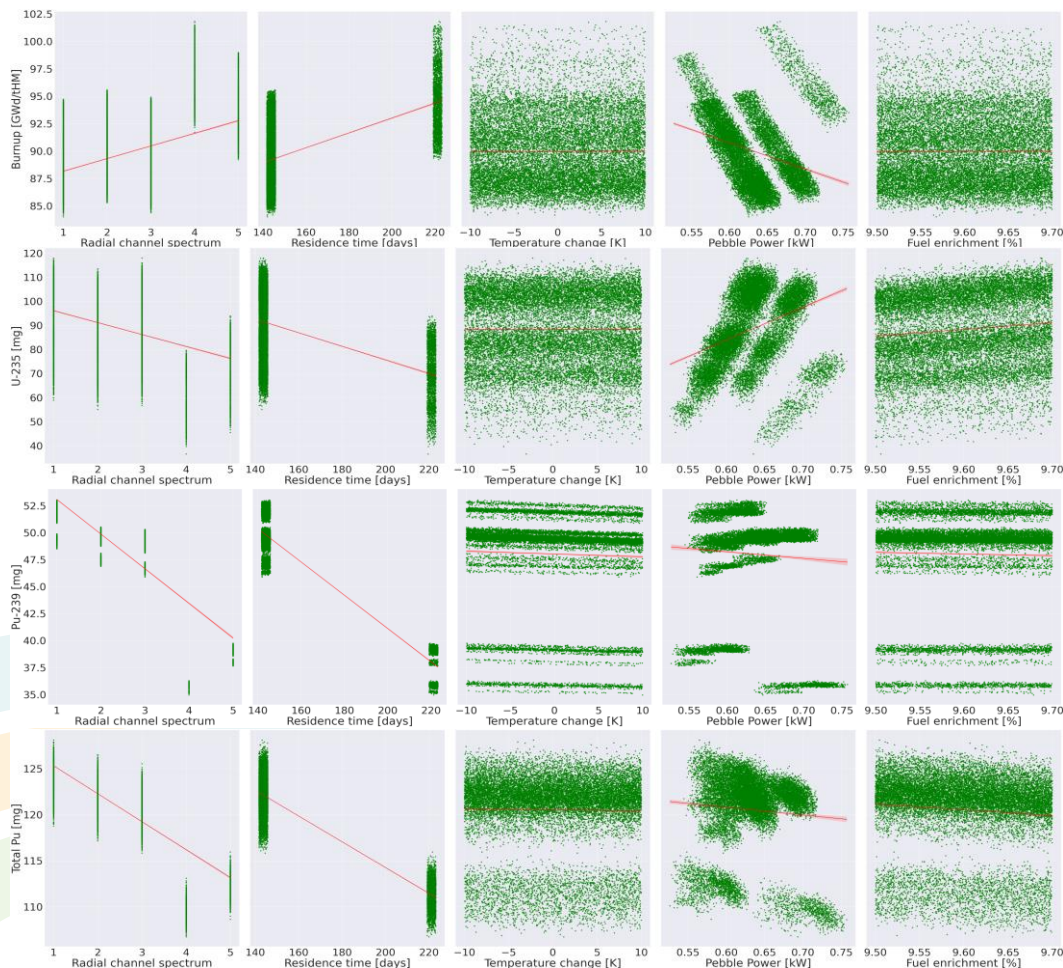 Burnup [GWd/tHM]
102.5
100.0
97.5
95.0
92.5
90.0
87.5
85.0
1 2 3 4 5
Radial channel spectrum
140 160 180 200 220
Residence time [days]
−10 −5 0 5 10
Temperature change [K]
0.55 0.60 0.65 0.70 0.75
Pebble Power [kW]
9.50 9.55 9.60 9.65 9.70
Fuel enrichment [%]
U-235 [mg]
120
110
100
90
80
70
60
50
40
1 2 3 4 5
Radial channel spectrum
140 160 180 200 220
Residence time [days]
−10 −5 0 5 10
Temperature change [K]
0.55 0.60 0.65 0.70 0.75
Pebble Power [kW]
9.50 9.55 9.60 9.65 9.70
Fuel enrichment [%]
Pu-239 [mg]
52.5
50.0
47.5
45.0
42.5
40.0
37.5
35.0
1 2 3 4 5
Radial channel spectrum
140 160 180 200 220
Residence time [days]
−10 −5 0 5 10
Temperature change [K]
0.55 0.60 0.65 0.70 0.75
Pebble Power [kW]
9.50 9.55 9.60 9.65 9.70
Fuel enrichment [%]
Total Pu [mg]
125
120
115
110
1 2 3 4 5
Radial channel spectrum
140 160 180 200 220
Residence time [days]
−10 −5 0 5 10
Temperature change [K]
0.55 0.60 0.65 0.70 0.75
Pebble Power [kW]
9.50 9.55 9.60 9.65 9.70
Fuel enrichment [%]